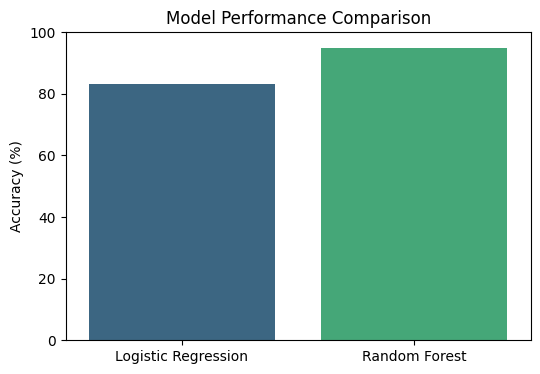 Model Performance Comparison
Accuracy (%)
100
80
60
40
20
0
Logistic Regression
Random Forest